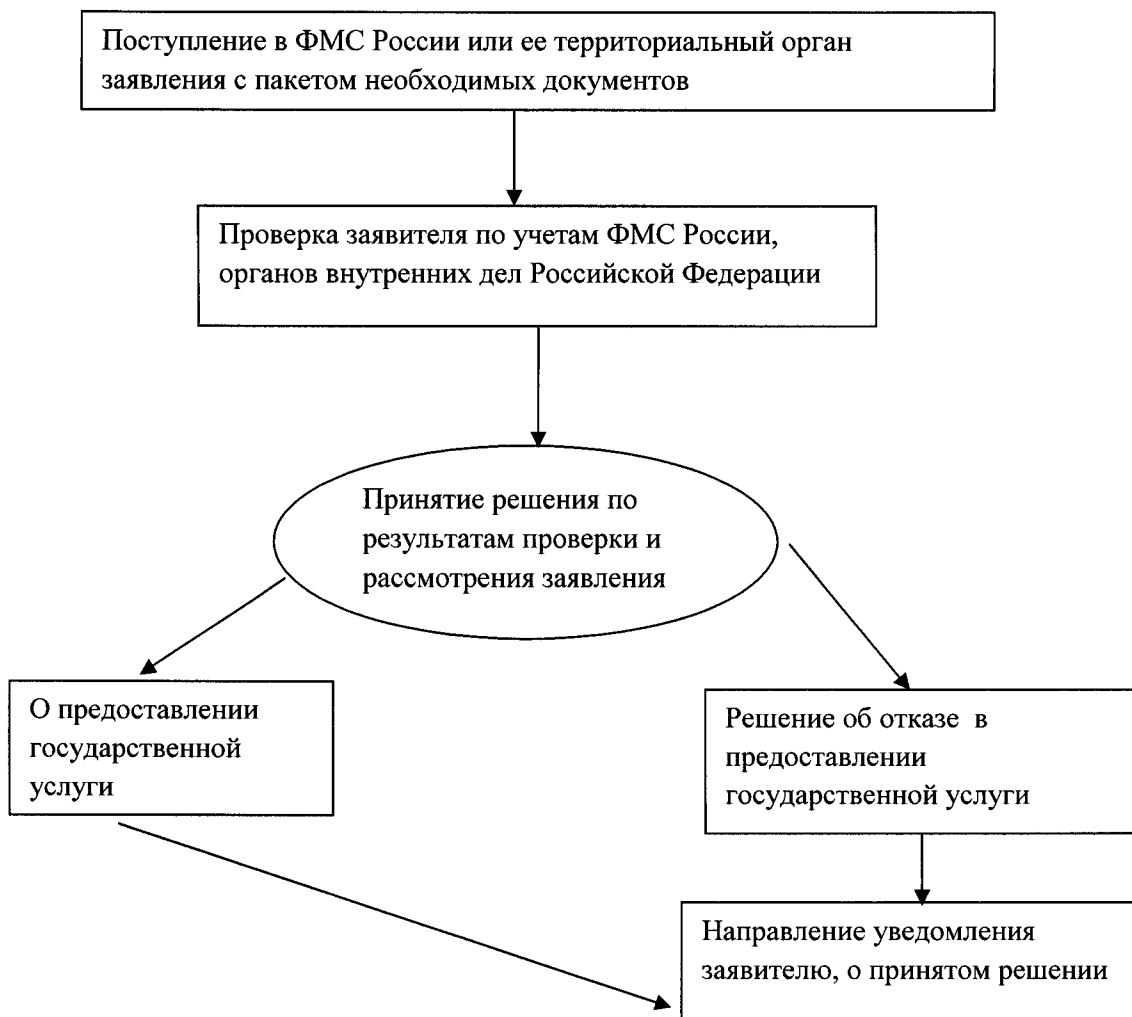 Поступление в ФМС России или ее территориальный орган
заявления с пакетом необходимых документов
Проверка заявителя по учетам ФМС России,
органов внутренних дел Российской Федерации
Принятие решения по
результатам проверки и
рассмотрения заявления
О предоставлении
государственной
услуги
Решение об отказе в
предоставлении
государственной услуги
Направление уведомления
заявителю, о принятом решении